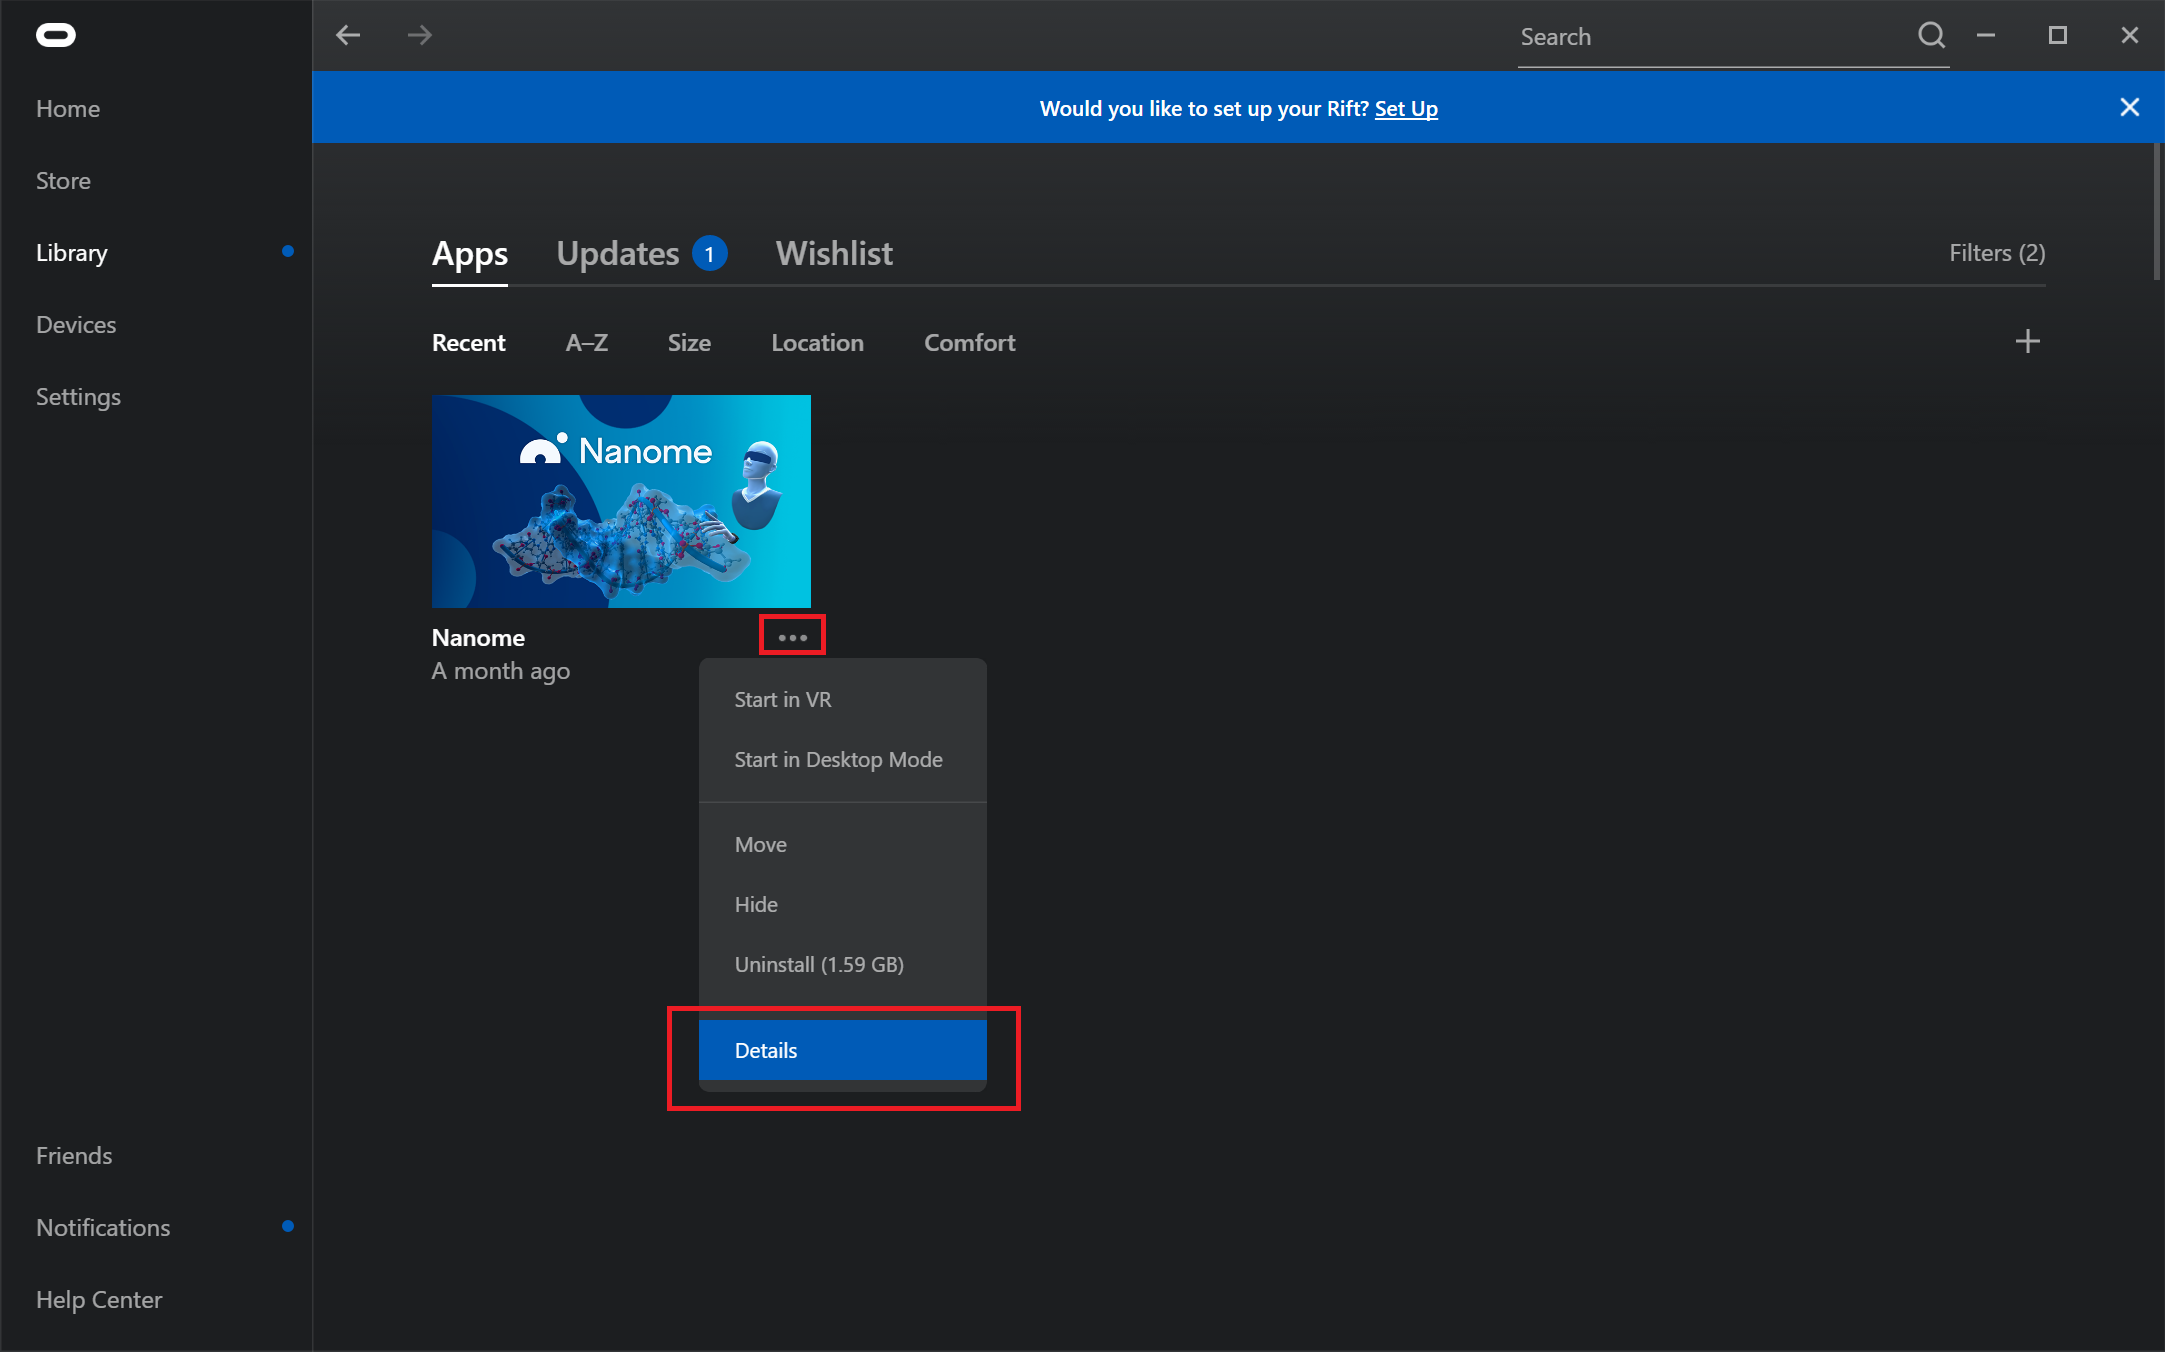 Search
Would you like to set up your Rift? Set Up
Home
Store
Library
Devices
Settings
Friends
Notifications
Help Center
Apps Updates 1 Wishlist Filters (2)
Recent A–Z Size Location Comfort
Nanome
Nanome
A month ago
Start in VR
Start in Desktop Mode
Move
Hide
Uninstall (1.59 GB)
Details